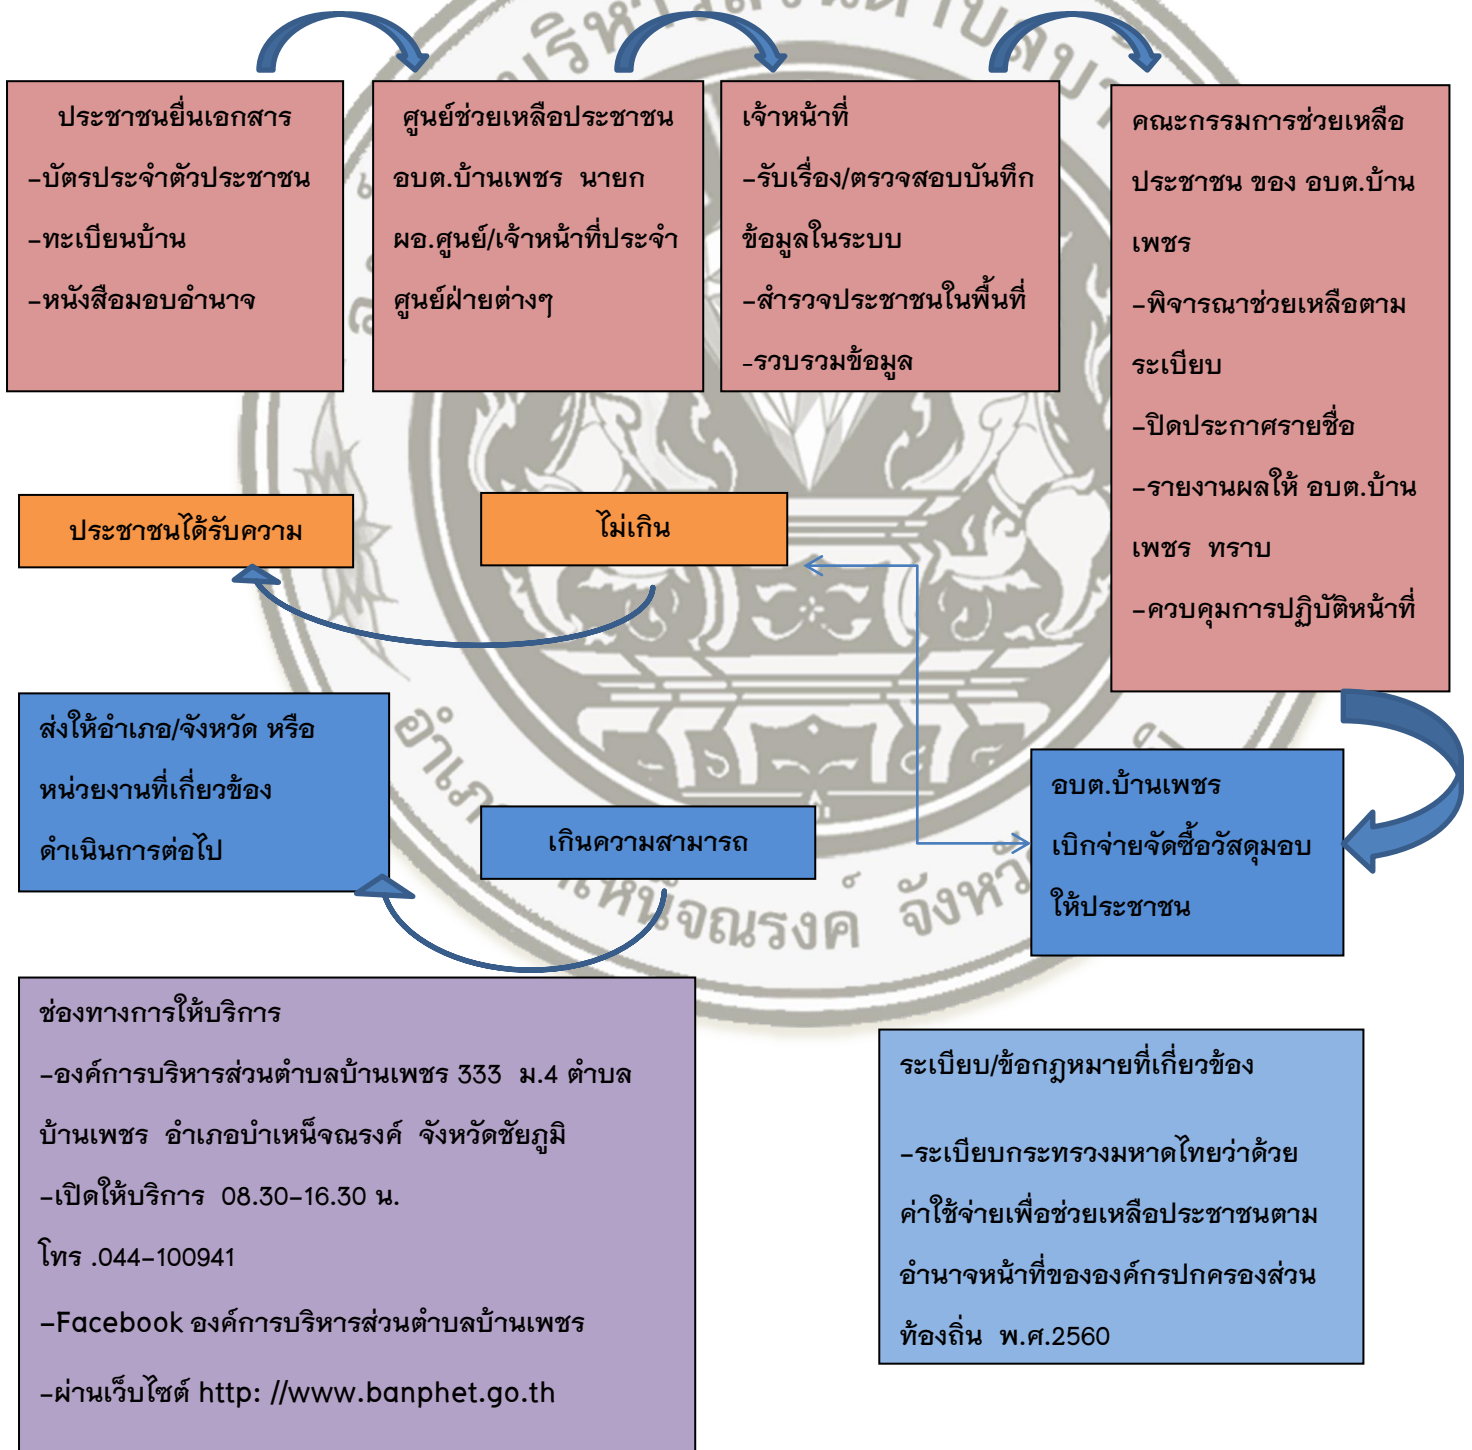 ประชาชนยื่นเอกสาร
-บัตรประจำตัวประชาชน
-ทะเบียนบ้าน
-หนังสือมอบอำนาจ
ศูนย์ช่วยเหลือประชาชน
อบต.บ้านเพชร นายก
ผอ.ศูนย์/เจ้าหน้าที่ประจำ
ศูนย์ฝ่ายต่างๆ
เจ้าหน้าที่
-รับเรื่อง/ตรวจสอบบันทึก
ข้อมูลในระบบ
-สำรวจประชาชนในพื้นที่
-รวบรวมข้อมูล
คณะกรรมการช่วยเหลือ
ประชาชน ของ อบต.บ้าน
เพชร
-พิจารณาช่วยเหลือตาม
ระเบียบ
-ปิดประกาศรายชื่อ
-รายงานผลให้ อบต.บ้าน
เพชร ทราบ
-ควบคุมการปฏิบัติหน้าที่
ประชาชนได้รับความ
ไม่เกิน
ส่งให้อำเภอ/จังหวัด หรือ
หน่วยงานที่เกี่ยวข้อง
ดำเนินการต่อไป
เกินความสามารถ
อบต.บ้านเพชร
เบิกจ่ายจัดซื้อวัสดุมอบ
ให้ประชาชน
ช่องทางการให้บริการ
-องค์การบริหารส่วนตำบลบ้านเพชร 333 ม.4 ตำบล
บ้านเพชร อำเภอบำเหน็จณรงค์ จังหวัดชัยภูมิ
-เปิดให้บริการ 08.30-16.30 น.
โทร .044-100941
-Facebook องค์การบริหารส่วนตำบลบ้านเพชร
-ผ่านเว็บไซต์ http: //www.banphet.go.th
ระเบียบ/ข้อกฎหมายที่เกี่ยวข้อง
-ระเบียบกระทรวงมหาดไทยว่าด้วย
ค่าใช้จ่ายเพื่อช่วยเหลือประชาชนตาม
อำนาจหน้าที่ขององค์กรปกครองส่วน
ท้องถิ่น พ.ศ.2560